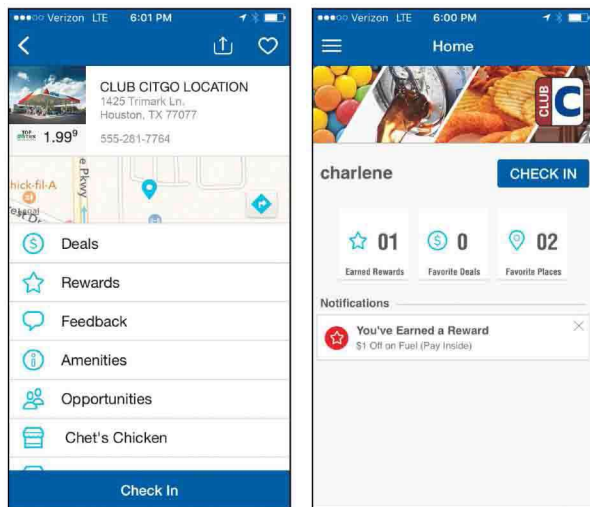 Verizon LTE 6:01 PM
CLUB CITGO LOCATION
1425 Trimark Ln.
Houston, TX 77077
TOP
1.99⁹
555-281-7764
hick-fil-A
e Pkwy
Deals
Rewards
Feedback
Amenities
Opportunities
Chet's Chicken
Check In
Verizon LTE 6:00 PM
Home
CLUB C
charlene
CHECK IN
01
Earned Rewards
0
Favorite Deals
02
Favorite Places
Notifications
You've Earned a Reward
$1 Off on Fuel (Pay Inside)